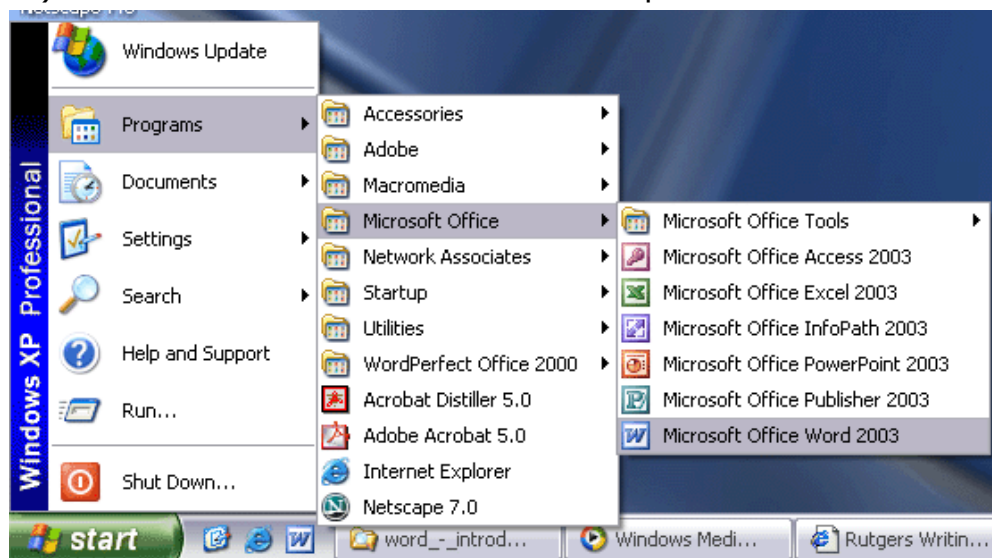 Windows Update
Programs
Documents
Settings
Search
Help and Support
Run...
Shut Down...
Windows XP Professional
Accessories
Adobe
Macromedia
Microsoft Office
Network Associates
Startup
Utilities
WordPerfect Office 2000
Acrobat Distiller 5.0
Adobe Acrobat 5.0
Internet Explorer
Netscape 7.0
Microsoft Office Tools
Microsoft Office Access 2003
Microsoft Office Excel 2003
Microsoft Office InfoPath 2003
Microsoft Office PowerPoint 2003
Microsoft Office Publisher 2003
Microsoft Office Word 2003
start
word_-_introd...
Windows Medi...
Rutgers Writin...